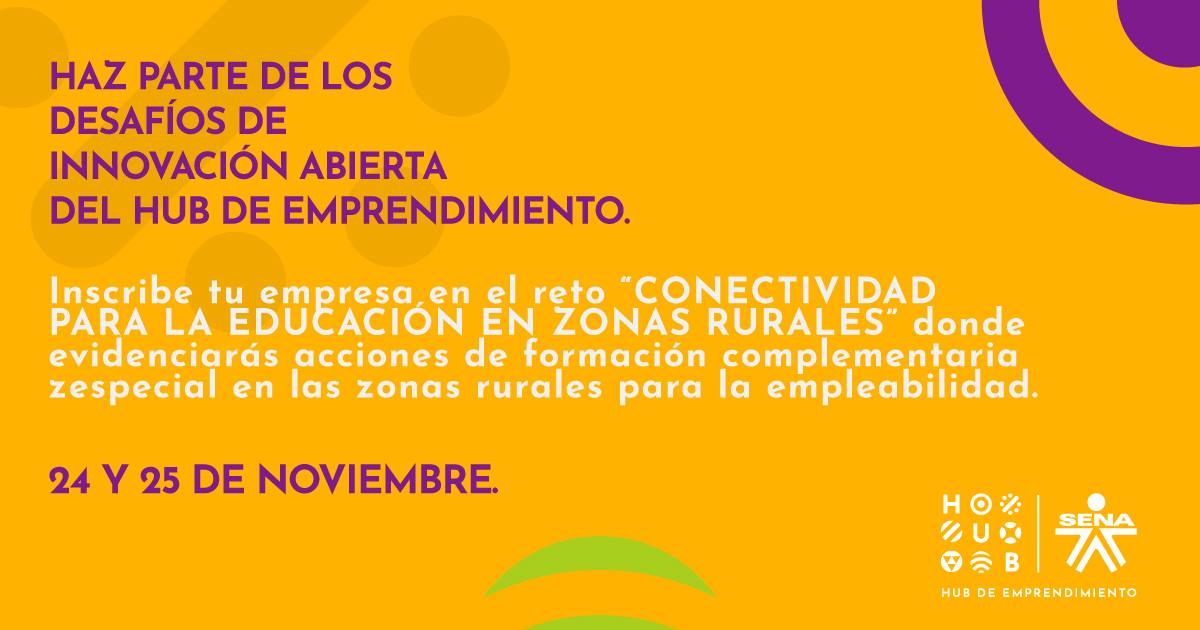 HAZ PARTE DE LOS
DESAFÍOS DE
INNOVACIÓN ABIERTA
DEL HUB DE EMPRENDIMIENTO.
Inscribe tu empresa en el reto “CONECTIVIDAD
PARA LA EDUCACIÓN EN ZONAS RURALES” donde
evidenciarás acciones de formación complementaria
zespecial en las zonas rurales para la empleabilidad.
24 Y 25 DE NOVIEMBRE.
H U B
SENA
HUB DE EMPRENDIMIENTO